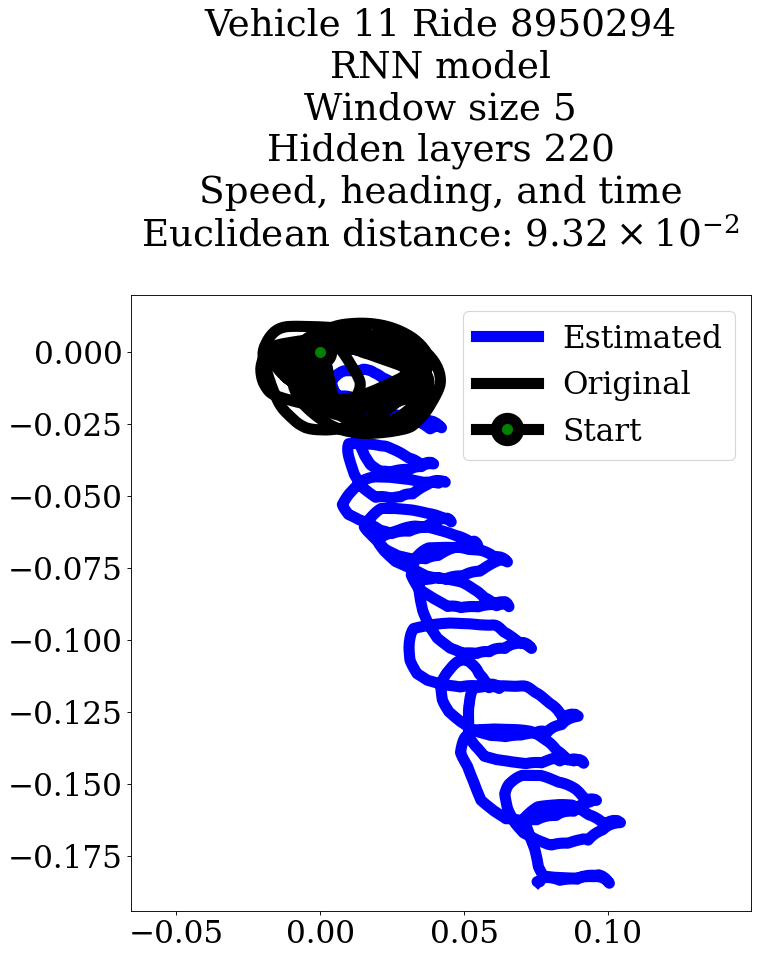 Vehicle 11 Ride 8950294
RNN model
Window size 5
Hidden layers 220
Speed, heading, and time
Euclidean distance: 9.32 × 10⁻²
Estimated
Original
Start
0.000
−0.025
−0.050
−0.075
−0.100
−0.125
−0.150
−0.175
−0.05
0.00
0.05
0.10